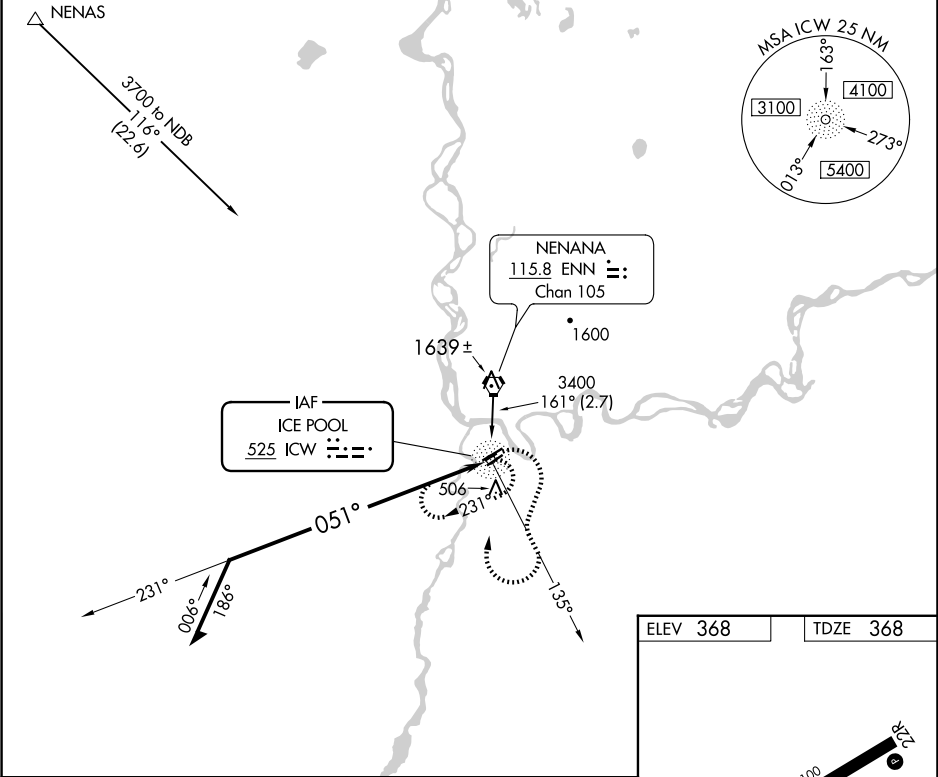 NENAS
3700 to NDB
116°
(22.6)
MSA ICW 25 NM
163°
3100
4100
273°
013°
5400
NENANA
115.8 ENN
Chan 105
1600
1639 ±
3400
161° (2.7)
IAF
ICE POOL
525 ICW
506
231°
051°
231°
006°
186°
135°
ELEV 368
TDZE 368
22R
P